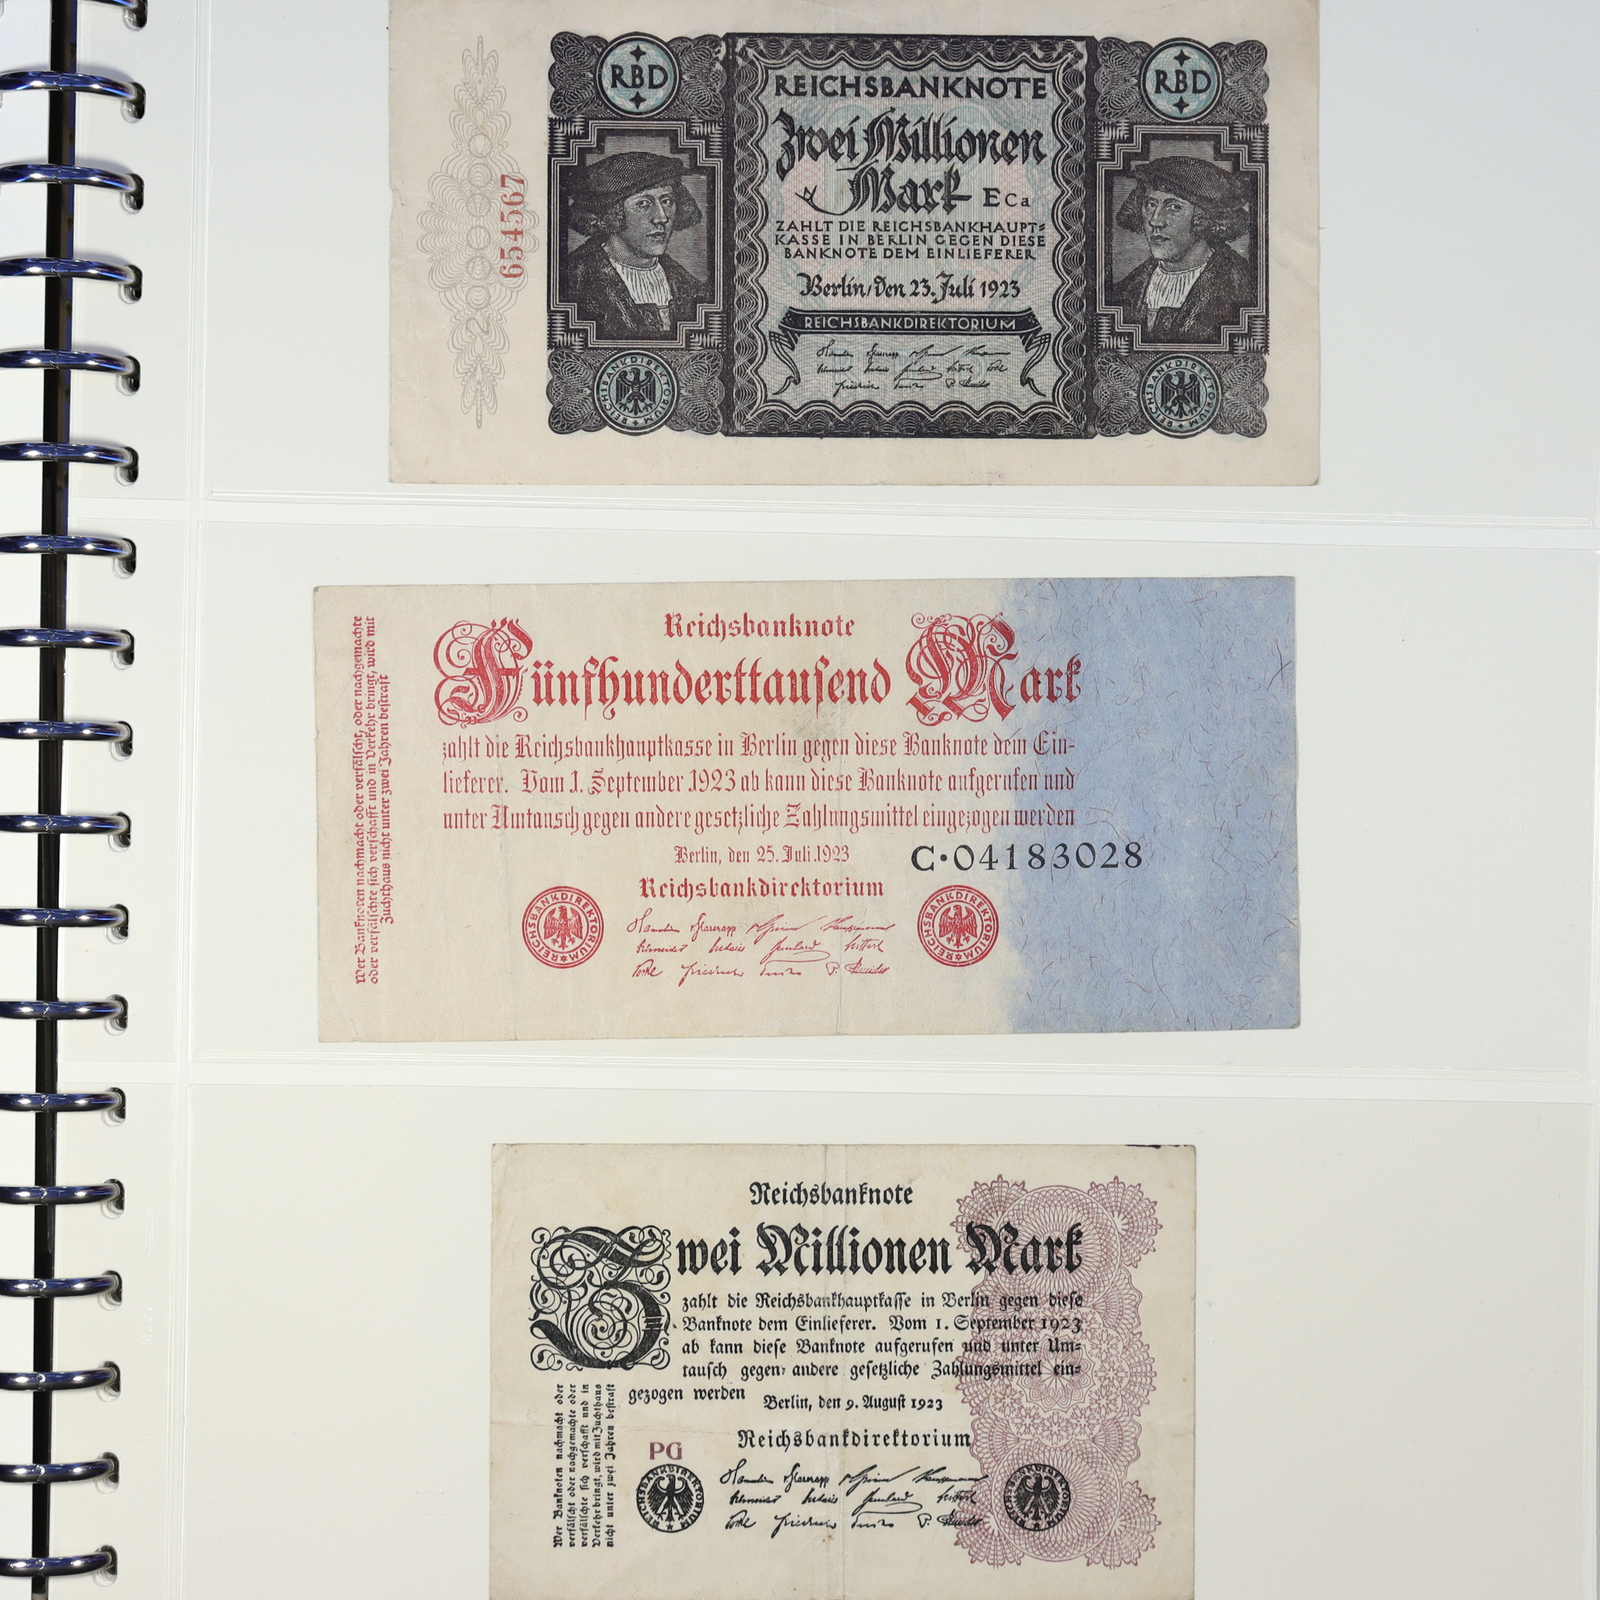 RBD
REICHSBANKNOTE
RBD
Zwei Millionen
Mark ECa
ZAHLT DIE REICHSBANKHAUPT=
KASSE IN BERLIN GEGEN DIESE
BANKNOTE DEM EINLIEFERER
Berlin, den 23. Juli 1923
REICHSBANKDIREKTORIUM
654567
REICHSBANKDIREKTORIUM
REICHSBANKDIREKTORIUM
Reichsbanknote
Fünfhunderttausend Mark
zahlt die Reichsbankhauptkasse in Berlin gegen diese Banknote dem Ein-
lieferer. Vom 1. September 1923 ab kann diese Banknote aufgerufen und
unter Umtausch gegen andere gesetzliche Zahlungsmittel eingezogen werden
Berlin, den 25. Juli 1923
C·04183028
Reichsbankdirektorium
REICHSBANKDIREKTORIUM
REICHSBANKDIREKTORIUM
Wer Banknoten nachmacht oder verfälscht, oder nachgemachte
oder verfälschte sich verschafft und in Verkehr bringt, wird mit
Zuchthaus nicht unter zwei Jahren bestraft
Reichsbanknote
Zwei Millionen Mark
zahlt die Reichsbankhauptkasse in Berlin gegen diese
Banknote dem Einlieferer. Vom 1. September 1923
ab kann diese Banknote aufgerufen und unter Um=
tausch gegen andere gesetzliche Zahlungsmittel ein=
gezogen werden
Berlin, den 9. August 1923
Reichsbankdirektorium
PG
REICHSBANKDIREKTORIUM
REICHSBANKDIREKTORIUM
Wer Banknoten nachmacht oder
verfälscht oder nachgemachte oder
verfälschte sich verschafft und in
Verkehr bringt, wird mit Zuchthaus
nicht unter zwei Jahren bestraft